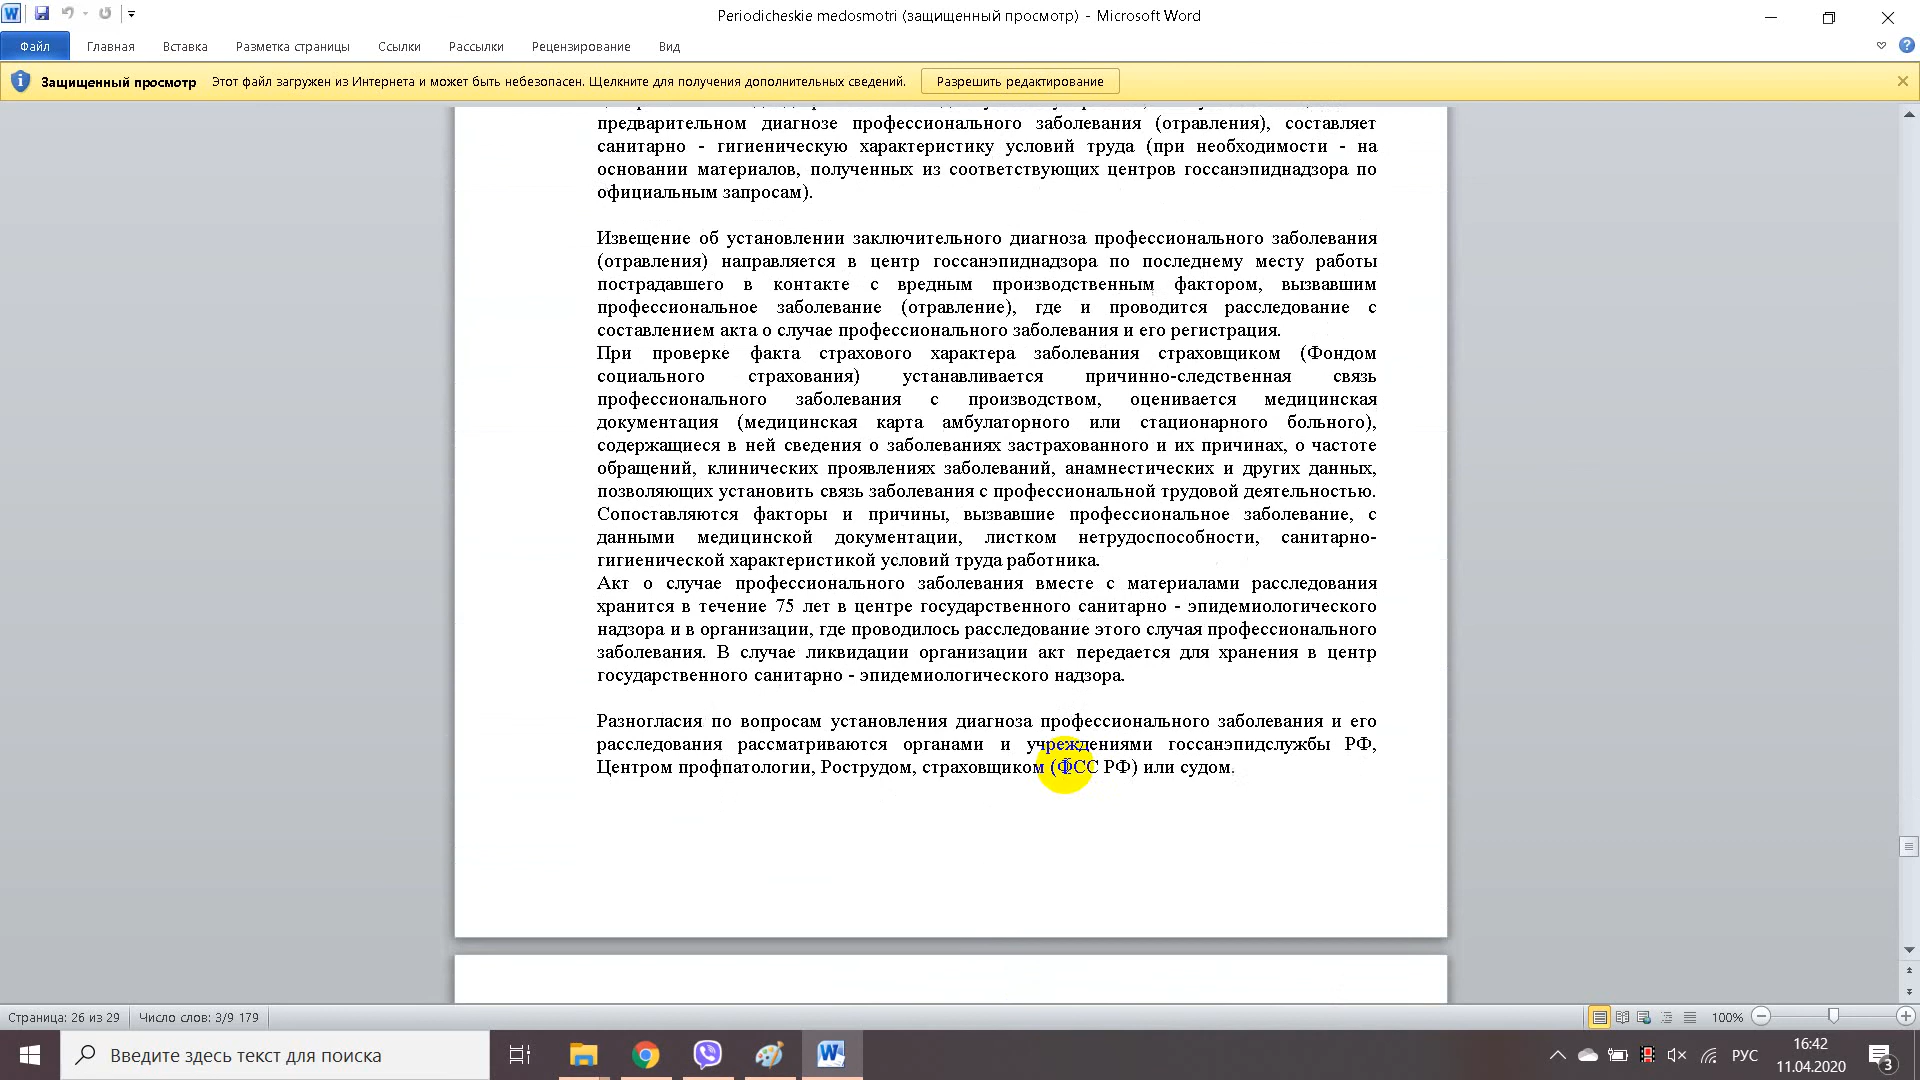 Periodicheskie medosmotri (защищенный просмотр) - Microsoft Word
Файл Главная Вставка Разметка страницы Ссылки Рассылки Рецензирование Вид
Защищенный просмотр Этот файл загружен из Интернета и может быть небезопасен. Щелкните для получения дополнительных сведений. Разрешить редактирование
предварительном диагнозе профессионального заболевания (отравления), составляет
санитарно - гигиеническую характеристику условий труда (при необходимости - на
основании материалов, полученных из соответствующих центров госсанэпиднадзора по
официальным запросам).
Извещение об установлении заключительного диагноза профессионального заболевания
(отравления) направляется в центр госсанэпиднадзора по последнему месту работы
пострадавшего в контакте с вредным производственным фактором, вызвавшим
профессиональное заболевание (отравление), где и проводится расследование с
составлением акта о случае профессионального заболевания и его регистрация.
При проверке факта страхового характера заболевания страховщиком (Фондом
социального страхования) устанавливается причинно-следственная связь
профессионального заболевания с производством, оценивается медицинская
документация (медицинская карта амбулаторного или стационарного больного),
содержащиеся в ней сведения о заболеваниях застрахованного и их причинах, о частоте
обращений, клинических проявлениях заболеваний, анамнестических и других данных,
позволяющих установить связь заболевания с профессиональной трудовой деятельностью.
Сопоставляются факторы и причины, вызвавшие профессиональное заболевание, с
данными медицинской документации, листком нетрудоспособности, санитарно-
гигиенической характеристикой условий труда работника.
Акт о случае профессионального заболевания вместе с материалами расследования
хранится в течение 75 лет в центре государственного санитарно - эпидемиологического
надзора и в организации, где проводилось расследование этого случая профессионального
заболевания. В случае ликвидации организации акт передается для хранения в центр
государственного санитарно - эпидемиологического надзора.
Разногласия по вопросам установления диагноза профессионального заболевания и его
расследования рассматриваются органами и учреждениями госсанэпидслужбы РФ,
Центром профпатологии, Рострудом, страховщиком (ФСС РФ) или судом.
Страница: 26 из 29 Число слов: 3/9 179 100%
Введите здесь текст для поиска
РУС
16:42
11.04.2020
3